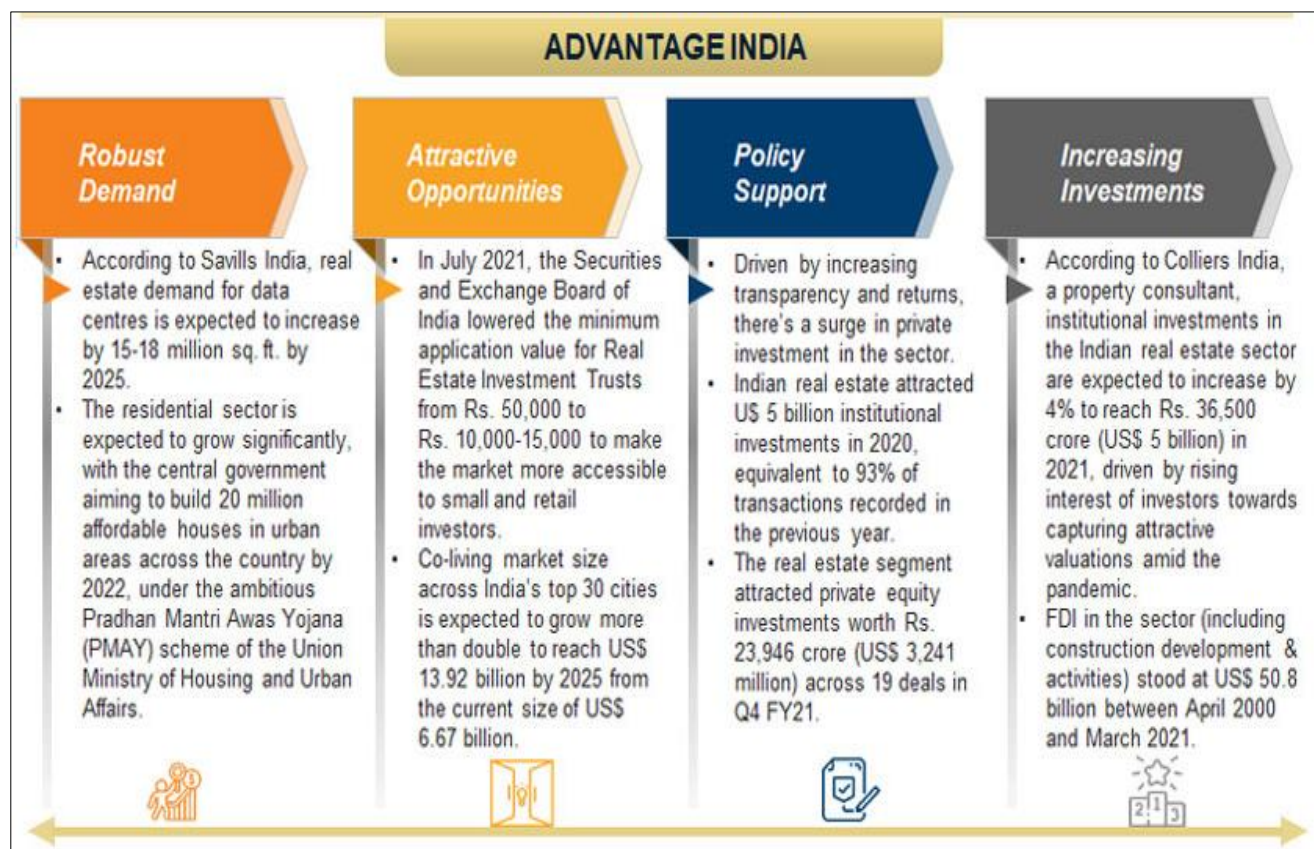 ADVANTAGE INDIA
Robust
Demand
• According to Savills India, real
estate demand for data
centres is expected to increase
by 15-18 million sq. ft. by
2025.
• The residential sector is
expected to grow significantly,
with the central government
aiming to build 20 million
affordable houses in urban
areas across the country by
2022, under the ambitious
Pradhan Mantri Awas Yojana
(PMAY) scheme of the Union
Ministry of Housing and Urban
Affairs.
Attractive
Opportunities
• In July 2021, the Securities
and Exchange Board of
India lowered the minimum
application value for Real
Estate Investment Trusts
from Rs. 50,000 to
Rs. 10,000-15,000 to make
the market more accessible
to small and retail
investors.
• Co-living market size
across India's top 30 cities
is expected to grow more
than double to reach US$
13.92 billion by 2025 from
the current size of US$
6.67 billion.
Policy
Support
• Driven by increasing
transparency and returns,
there's a surge in private
investment in the sector.
• Indian real estate attracted
U$ 5 billion institutional
investments in 2020,
equivalent to 93% of
transactions recorded in
the previous year.
• The real estate segment
attracted private equity
investments worth Rs.
23,946 crore (US$ 3,241
million) across 19 deals in
Q4 FY21.
Increasing
Investments
• According to Colliers India,
a property consultant,
institutional investments in
the Indian real estate sector
are expected to increase by
4% to reach Rs. 36,500
crore (US$ 5 billion) in
2021, driven by rising
interest of investors towards
capturing attractive
valuations amid the
pandemic.
• FDI in the sector (including
construction development &
activities) stood at US$ 50.8
billion between April 2000
and March 2021.
$
2 1 3